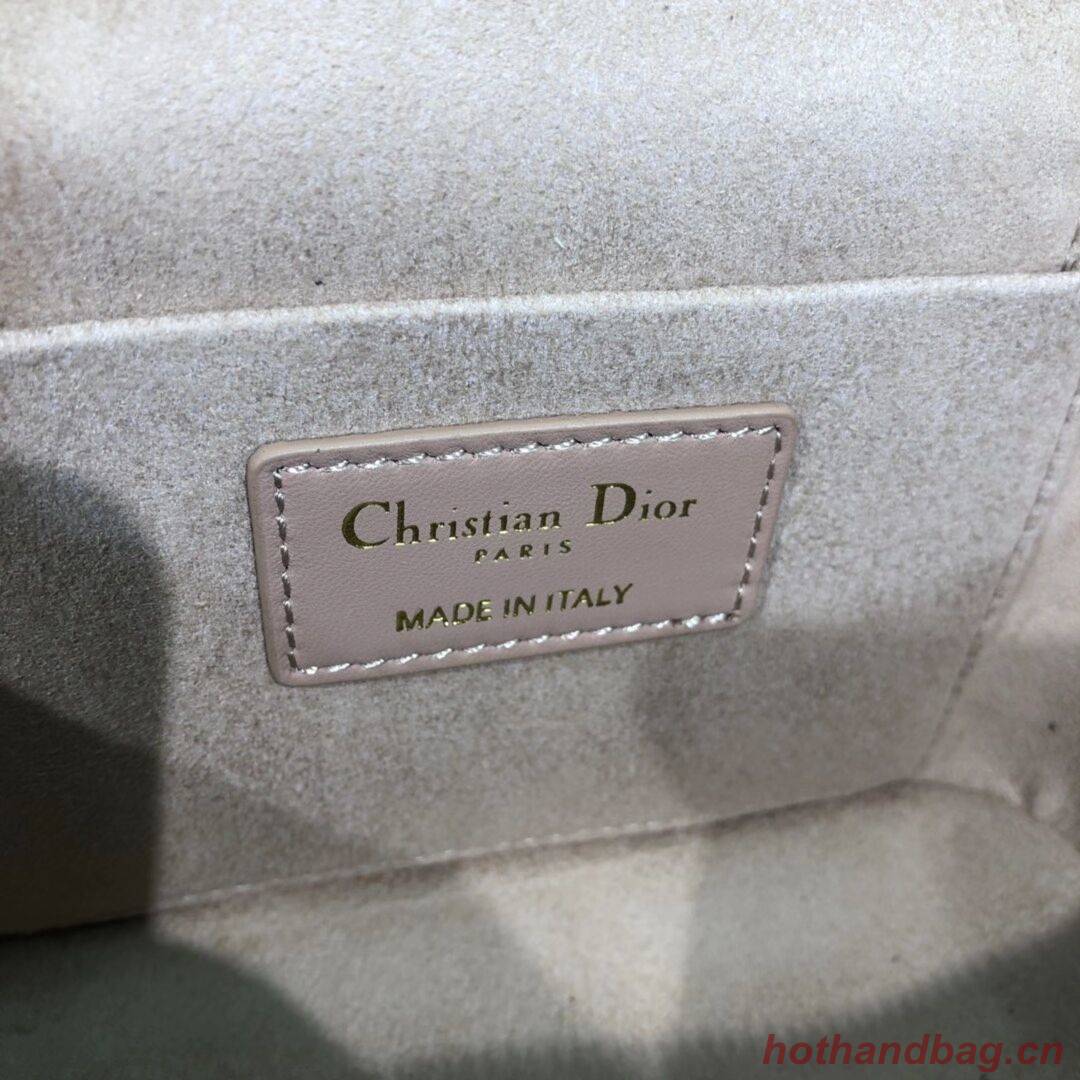 Christian Dior
PARIS
MADE IN ITALY
hothandbag.cn